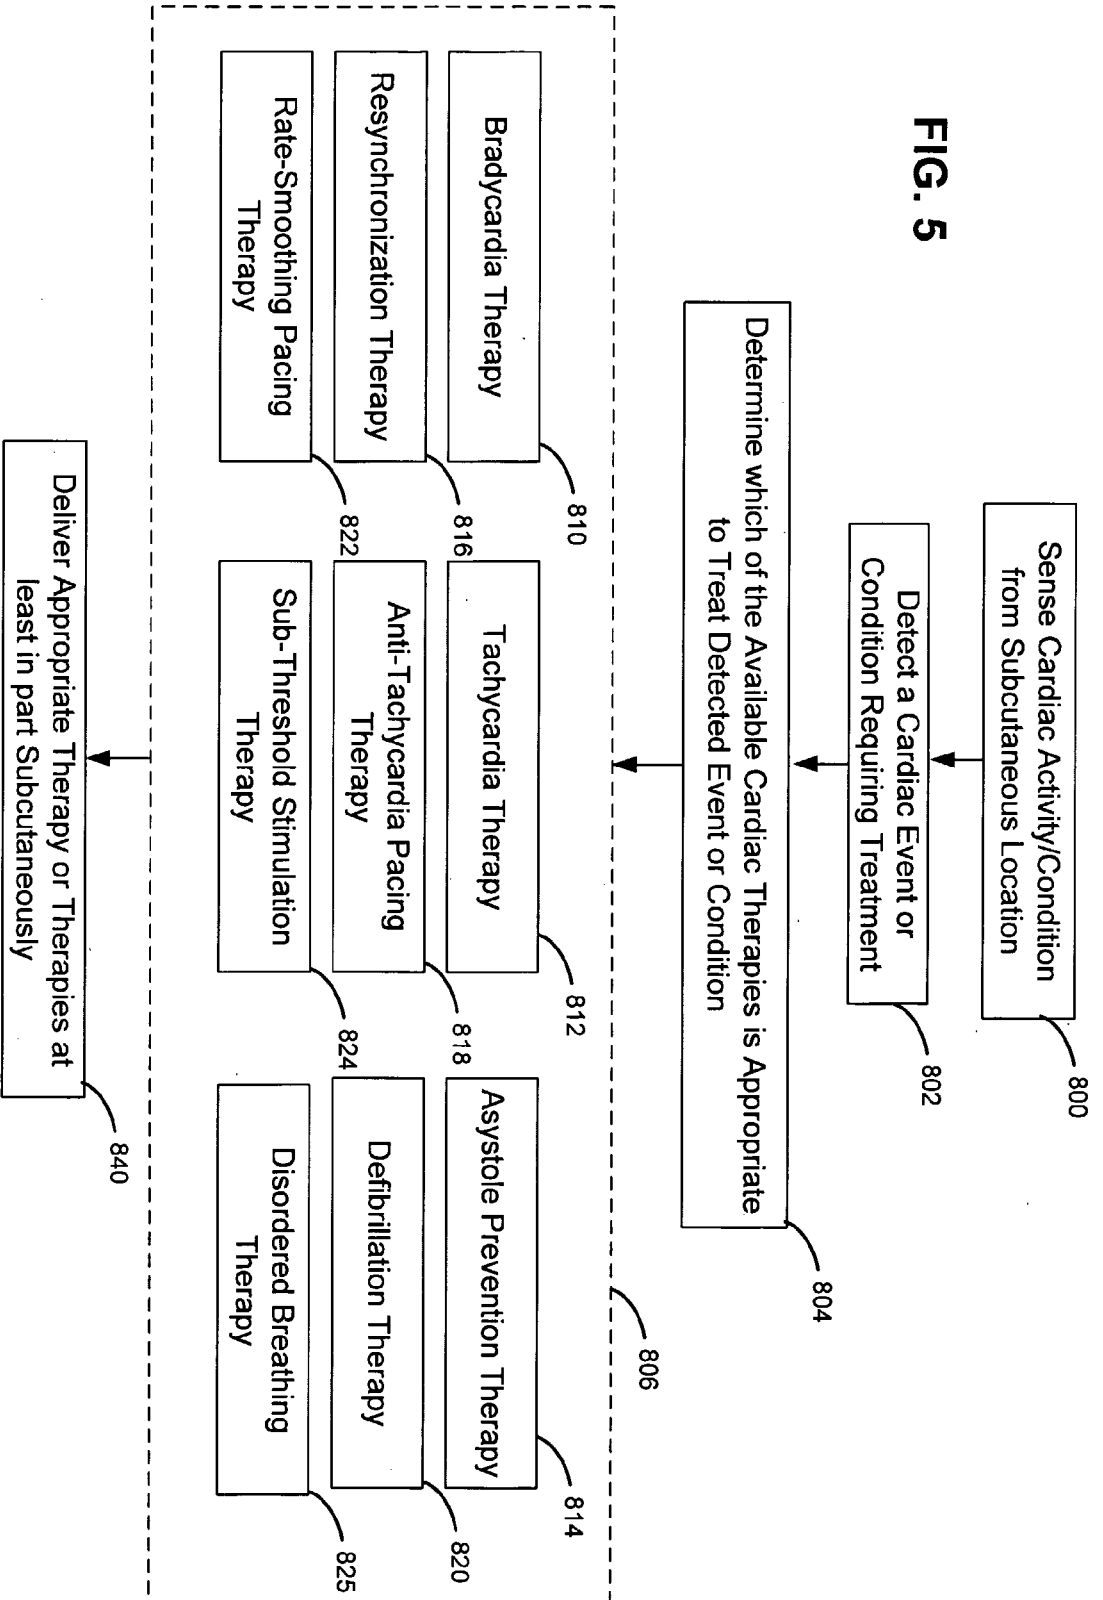 FIG. 5
Sense Cardiac Activity/Condition
from Subcutaneous Location
800
Detect a Cardiac Event or
Condition Requiring Treatment
802
Determine which of the Available Cardiac Therapies is Appropriate
to Treat Detected Event or Condition
804
806
Bradycardia Therapy
810
Tachycardia Therapy
812
Asystole Prevention Therapy
814
Resynchronization Therapy
816
Anti-Tachycardia Pacing
Therapy
818
Defibrillation Therapy
820
Rate-Smoothing Pacing
Therapy
822
Sub-Threshold Stimulation
Therapy
824
Disordered Breathing
Therapy
825
Deliver Appropriate Therapy or Therapies at
least in part Subcutaneously
840